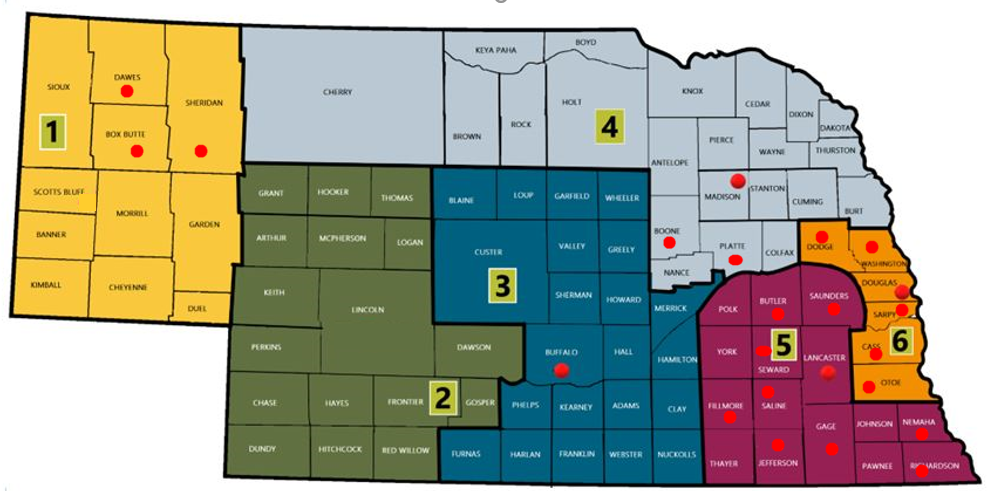 KEYA PAHA
BOYD
SIOUX
DAWES
SHERIDAN
CHERRY
KNOX
CEDAR
DIXON
DAKOTA
1
BOX BUTTE
BROWN
ROCK
HOLT
4
PIERCE
WAYNE
THURSTON
ANTELOPE
SCOTTS BLUFF
MORRILL
GARDEN
GRANT
HOOKER
THOMAS
BLAINE
LOUP
GARFIELD
WHEELER
MADISON
STANTON
CUMING
BURT
BANNER
ARTHUR
MCPHERSON
LOGAN
CUSTER
VALLEY
GREELY
BOONE
PLATTE
COLFAX
DODGE
WASHINGTON
NANCE
KIMBALL
CHEYENNE
DUEL
KEITH
LINCOLN
3
SHERMAN
HOWARD
MERRICK
POLK
BUTLER
SAUNDERS
DOUGLAS
SARPY
PERKINS
DAWSON
BUFFALO
HALL
HAMILTON
YORK
5
SEWARD
LANCASTER
CASS
6
OTOE
CHASE
HAYES
FRONTIER
2
GOSPER
PHELPS
KEARNEY
ADAMS
CLAY
FILLMORE
SALINE
GAGE
JOHNSON
NEMAHA
DUNDY
HITCHCOCK
RED WILLOW
FURNAS
HARLAN
FRANKLIN
WEBSTER
NUCKOLLS
THAYER
JEFFERSON
PAWNEE
RICHARDSON